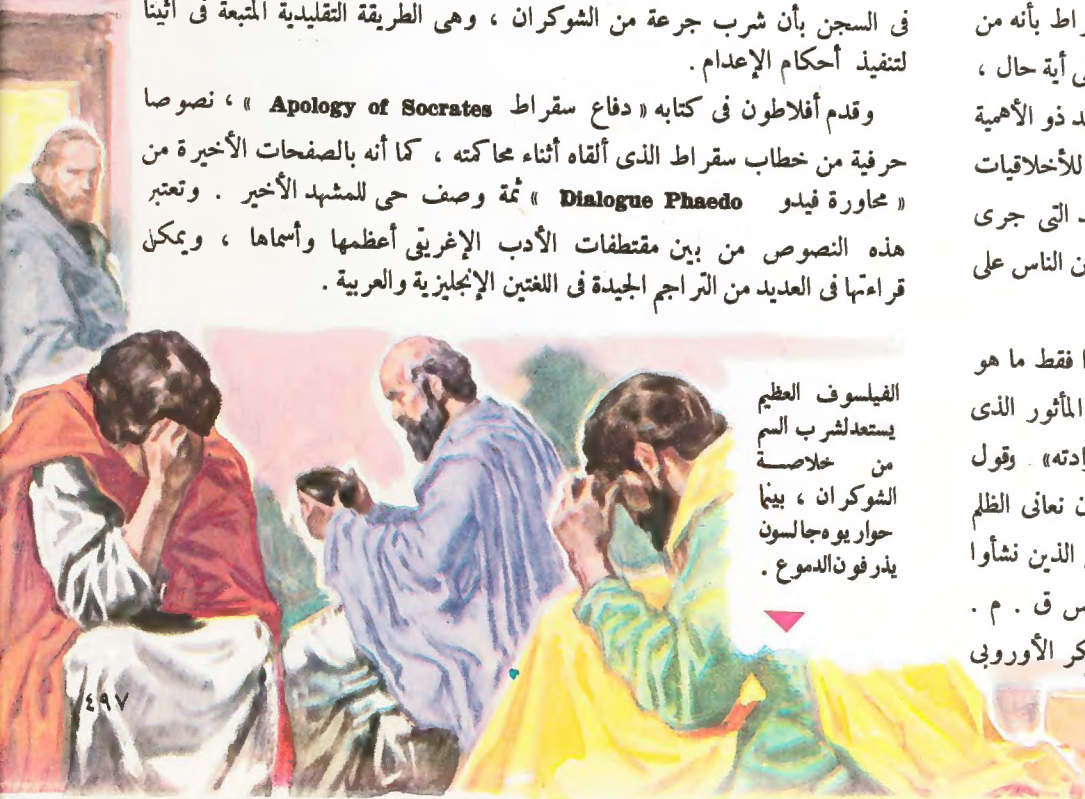 راط بأنه من
ى أية حال ،
د ذو الأهمية
للأخلاقيات
د التى جرى
ن الناس على
ا فقط ما هو
المأثور الذى
ادته» . وقول
نعانى الظلم
الذين نشأوا
س ق . م .
كر الأوروبى
فى السجن بأن شرب جرعة من الشوكران ، وهى الطريقة التقليدية المتبعة فى أثينا
لتنفيذ أحكام الإعدام .
وقدم أفلاطون فى كتابه « دفاع سقراط Apology of Socrates » ، نصوصا
حرفية من خطاب سقراط الذى ألقاه أثناء محاكمته ، كما أنه بالصفحات الأخيرة من
« محاورة فيدو Dialogue Phaedo » ثمة وصف حى للمشهد الأخير . وتعتبر
هذه النصوص من بين مقتطفات الأدب الإغريقى أعظمها وأسماها ، ويمكن
قراءتها فى العديد من التراجم الجيدة فى اللغتين الإنجليزية والعربية .
الفيلسوف العظيم
يستعد لشرب السم
من خلاصة
الشوكران ، بينما
حواريوه جالسون
يذرفون الدموع .
٤٩٧